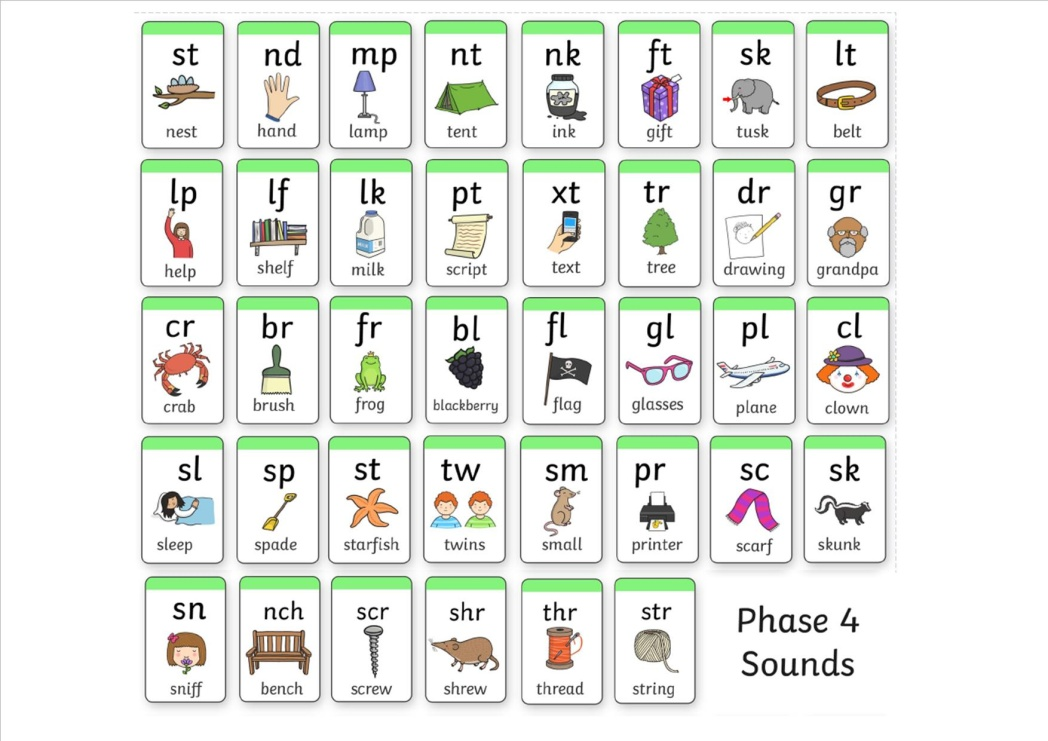 st nd mp nt nk ft sk lt
nest hand lamp tent ink gift tusk belt
lp lf lk pt xt tr dr gr
help shelf milk script text tree drawing grandpa
cr br fr bl fl gl pl cl
crab brush frog blackberry flag glasses plane clown
sl sp st tw sm pr sc sk
sleep spade starfish twins small printer scarf skunk
sn nch scr shr thr str
sniff bench screw shrew thread string
Phase 4
Sounds